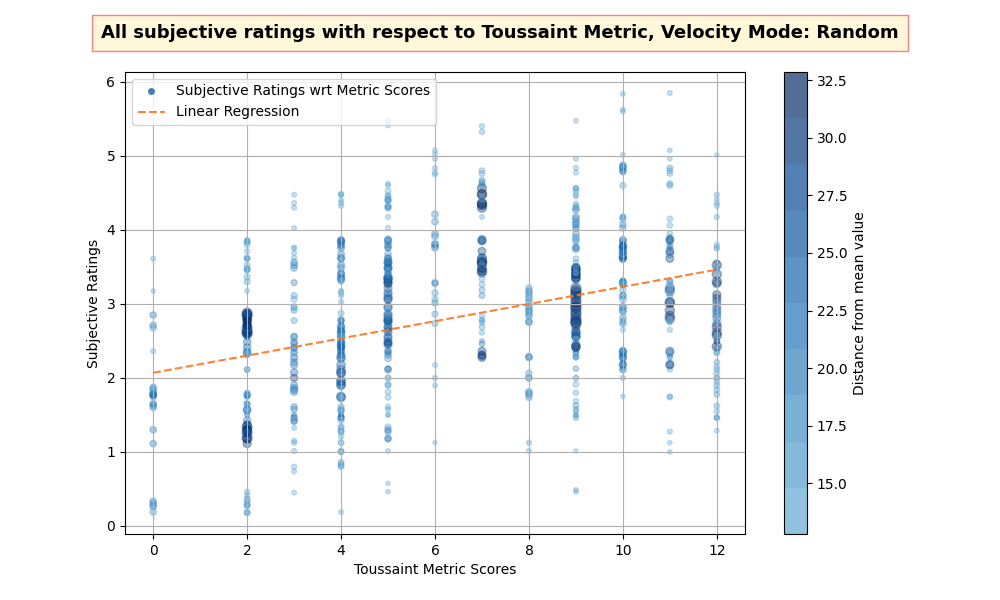 All subjective ratings with respect to Toussaint Metric, Velocity Mode: Random
Subjective Ratings wrt Metric Scores
Linear Regression
Subjective Ratings
6
5
4
3
2
1
0
0 2 4 6 8 10 12
Toussaint Metric Scores
32.5
30.0
27.5
25.0
22.5
20.0
17.5
15.0
Distance from mean value